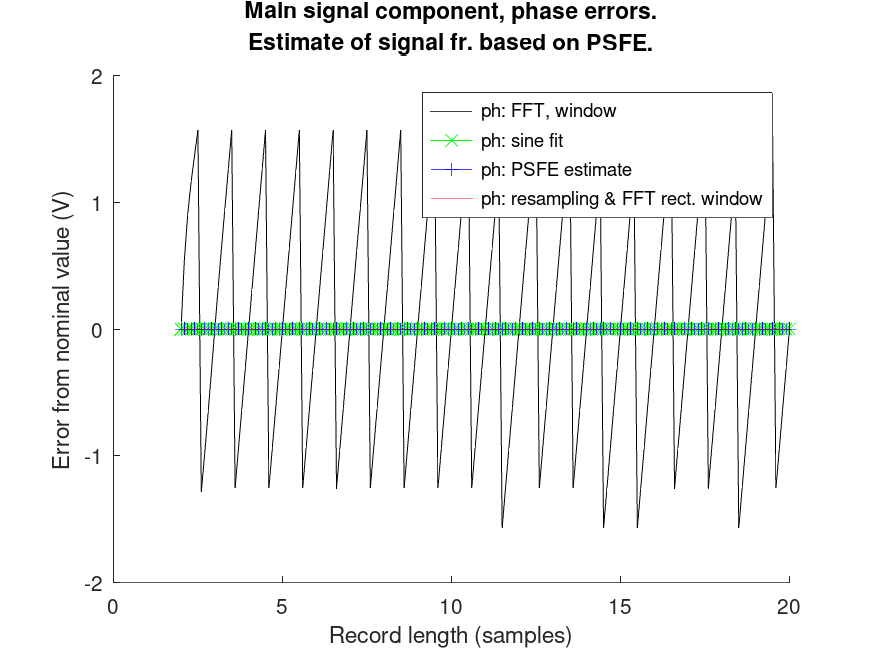 Main signal component, phase errors.
Estimate of signal fr. based on PSFE.
2
1
0
-1
-2
Error from nominal value (V)
ph: FFT, window
ph: sine fit
ph: PSFE estimate
ph: resampling & FFT rect. window
0
5
10
15
20
Record length (samples)